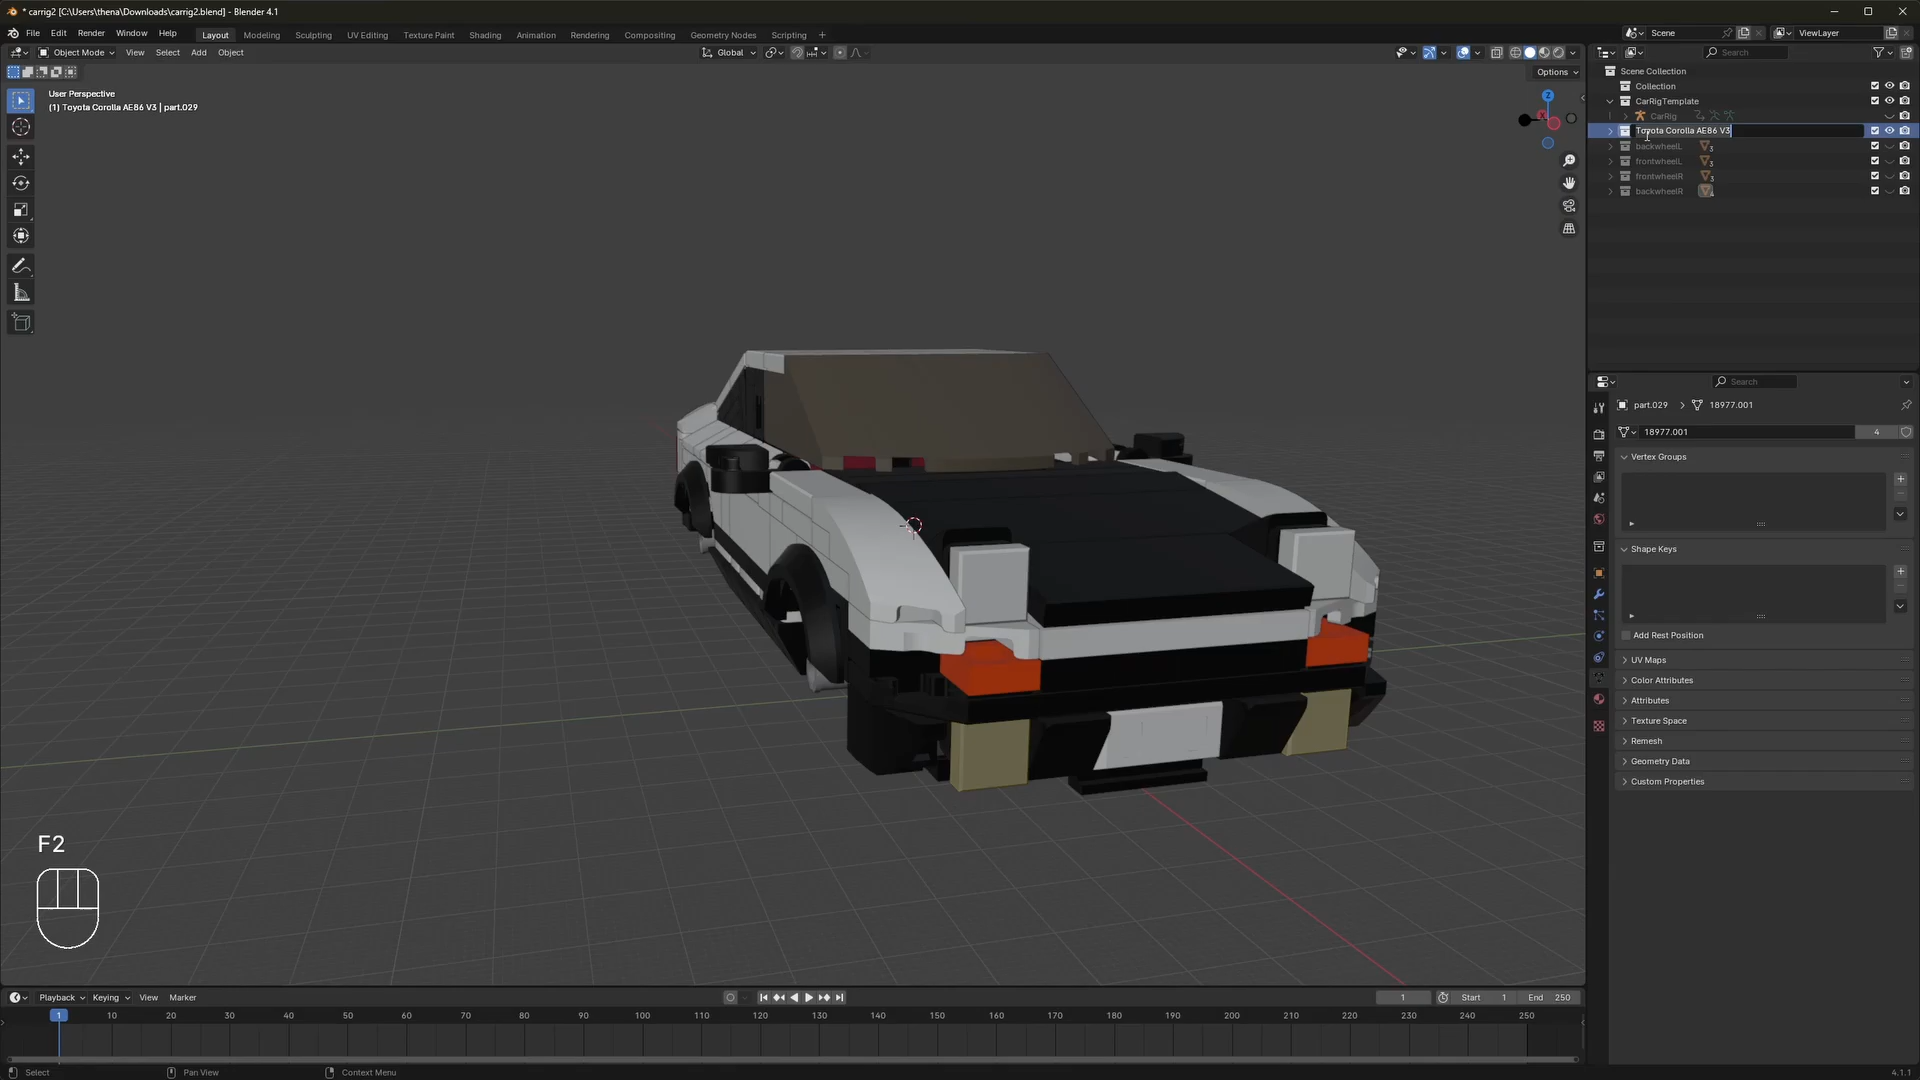 * carrig2 [C:\Users\thena\Downloads\carrig2.blend] - Blender 4.1
File Edit Render Window Help
Layout Modeling Sculpting UV Editing Texture Paint Shading Animation Rendering Compositing Geometry Nodes Scripting +
Scene
ViewLayer
Object Mode View Select Add Object
Global
Search
Options
User Perspective
(1) Toyota Corolla AE86 V3 | part.029
Z
Scene Collection
Collection
CarRigTemplate
CarRig
Toyota Corolla AE86 V3
backwheelL 3
frontwheelL 3
frontwheelR 3
backwheelR
Search
part.029 > 18977.001
18977.001 4
Vertex Groups
Shape Keys
Add Rest Position
UV Maps
Color Attributes
Attributes
Texture Space
Remesh
Geometry Data
Custom Properties
F2
Playback Keying View Marker
1 Start 1 End 250
1 10 20 30 40 50 60 70 80 90 100 110 120 130 140 150 160 170 180 190 200 210 220 230 240 250
Select Pan View Context Menu
4.1.1